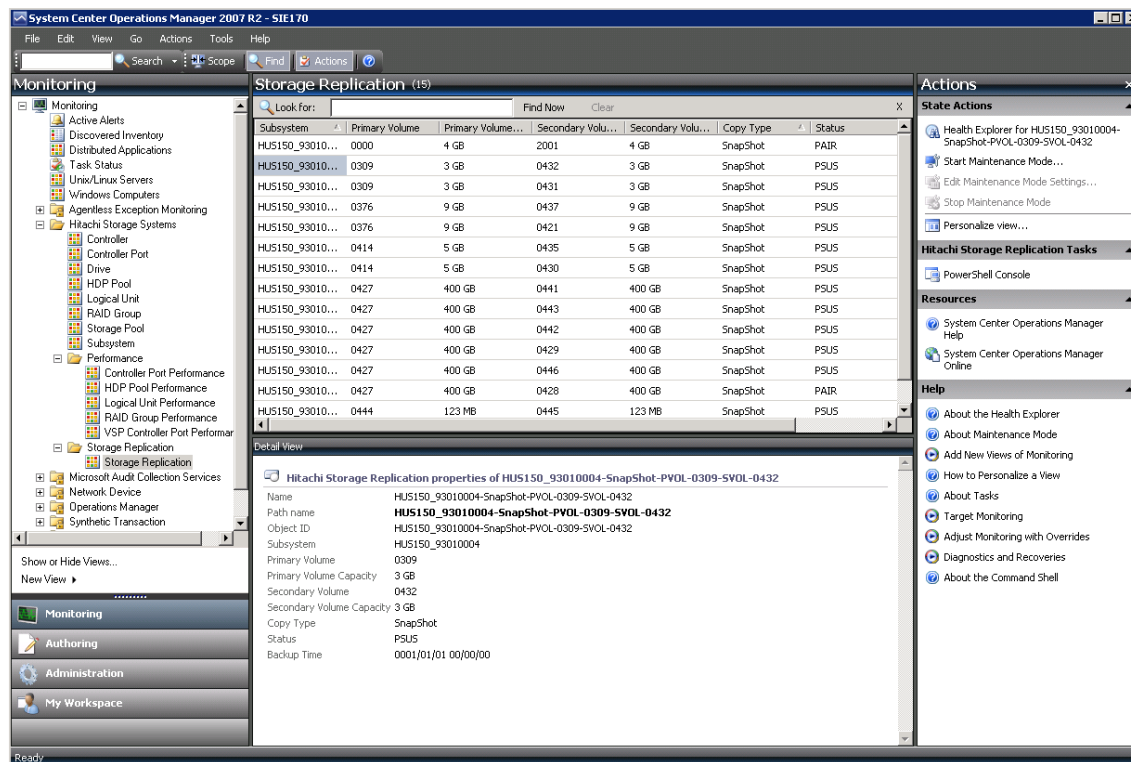 System Center Operations Manager 2007 R2 - SIE170
File Edit View Go Actions Tools Help
Search Scope Find Actions
Monitoring
Monitoring
Active Alerts
Discovered Inventory
Distributed Applications
Task Status
Unix/Linux Servers
Windows Computers
Agentless Exception Monitoring
Hitachi Storage Systems
Controller
Controller Port
Drive
HDP Pool
Logical Unit
RAID Group
Storage Pool
Subsystem
Performance
Controller Port Performance
HDP Pool Performance
Logical Unit Performance
RAID Group Performance
VSP Controller Port Performar
Storage Replication
Storage Replication
Microsoft Audit Collection Services
Network Device
Operations Manager
Synthetic Transaction
Show or Hide Views...
New View
Monitoring
Authoring
Administration
My Workspace
Ready
Storage Replication (15)
Look for: Find Now Clear X
Subsystem Primary Volume Primary Volume... Secondary Volu... Secondary Volu... Copy Type Status
HUS150_93010... 0000 4 GB 2001 4 GB SnapShot PAIR
HUS150_93010... 0309 3 GB 0432 3 GB SnapShot PSUS
HUS150_93010... 0309 3 GB 0431 3 GB SnapShot PSUS
HUS150_93010... 0376 9 GB 0437 9 GB SnapShot PSUS
HUS150_93010... 0376 9 GB 0421 9 GB SnapShot PSUS
HUS150_93010... 0414 5 GB 0435 5 GB SnapShot PSUS
HUS150_93010... 0414 5 GB 0430 5 GB SnapShot PSUS
HUS150_93010... 0427 400 GB 0441 400 GB SnapShot PSUS
HUS150_93010... 0427 400 GB 0443 400 GB SnapShot PSUS
HUS150_93010... 0427 400 GB 0442 400 GB SnapShot PSUS
HUS150_93010... 0427 400 GB 0429 400 GB SnapShot PSUS
HUS150_93010... 0427 400 GB 0446 400 GB SnapShot PSUS
HUS150_93010... 0427 400 GB 0428 400 GB SnapShot PAIR
HUS150_93010... 0444 123 MB 0445 123 MB SnapShot PSUS
Detail View
Hitachi Storage Replication properties of HUS150_93010004-SnapShot-PVOL-0309-SVOL-0432
Name HUS150_93010004-SnapShot-PVOL-0309-SVOL-0432
Path name HUS150_93010004-SnapShot-PVOL-0309-SVOL-0432
Object ID HUS150_93010004-SnapShot-PVOL-0309-SVOL-0432
Subsystem HUS150_93010004
Primary Volume 0309
Primary Volume Capacity 3 GB
Secondary Volume 0432
Secondary Volume Capacity 3 GB
Copy Type SnapShot
Status PSUS
Backup Time 0001/01/01 00/00/00
Actions
State Actions
Health Explorer for HUS150_93010004-
SnapShot-PVOL-0309-SVOL-0432
Start Maintenance Mode...
Edit Maintenance Mode Settings...
Stop Maintenance Mode
Personalize view...
Hitachi Storage Replication Tasks
PowerShell Console
Resources
System Center Operations Manager
Help
System Center Operations Manager
Online
Help
About the Health Explorer
About Maintenance Mode
Add New Views of Monitoring
How to Personalize a View
About Tasks
Target Monitoring
Adjust Monitoring with Overrides
Diagnostics and Recoveries
About the Command Shell